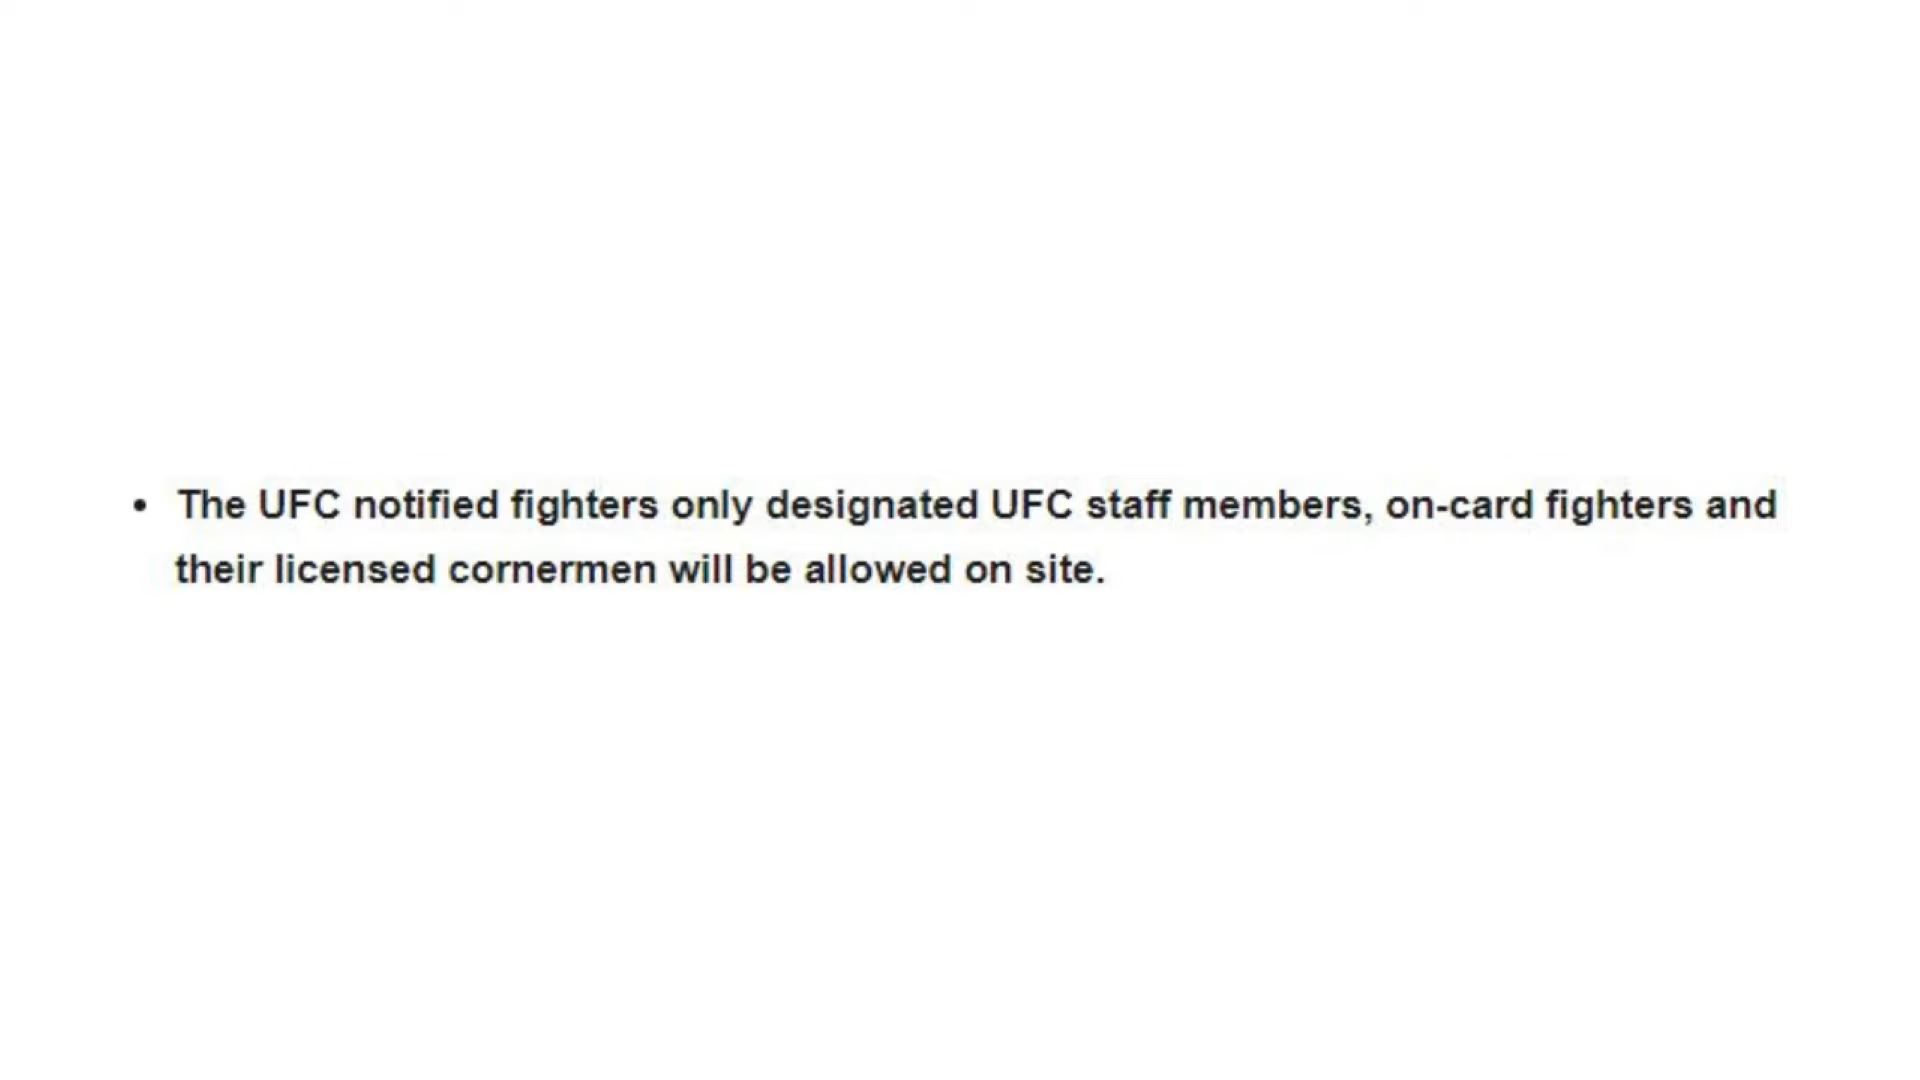 • The UFC notified fighters only designated UFC staff members, on-card fighters and
their licensed cornermen will be allowed on site.